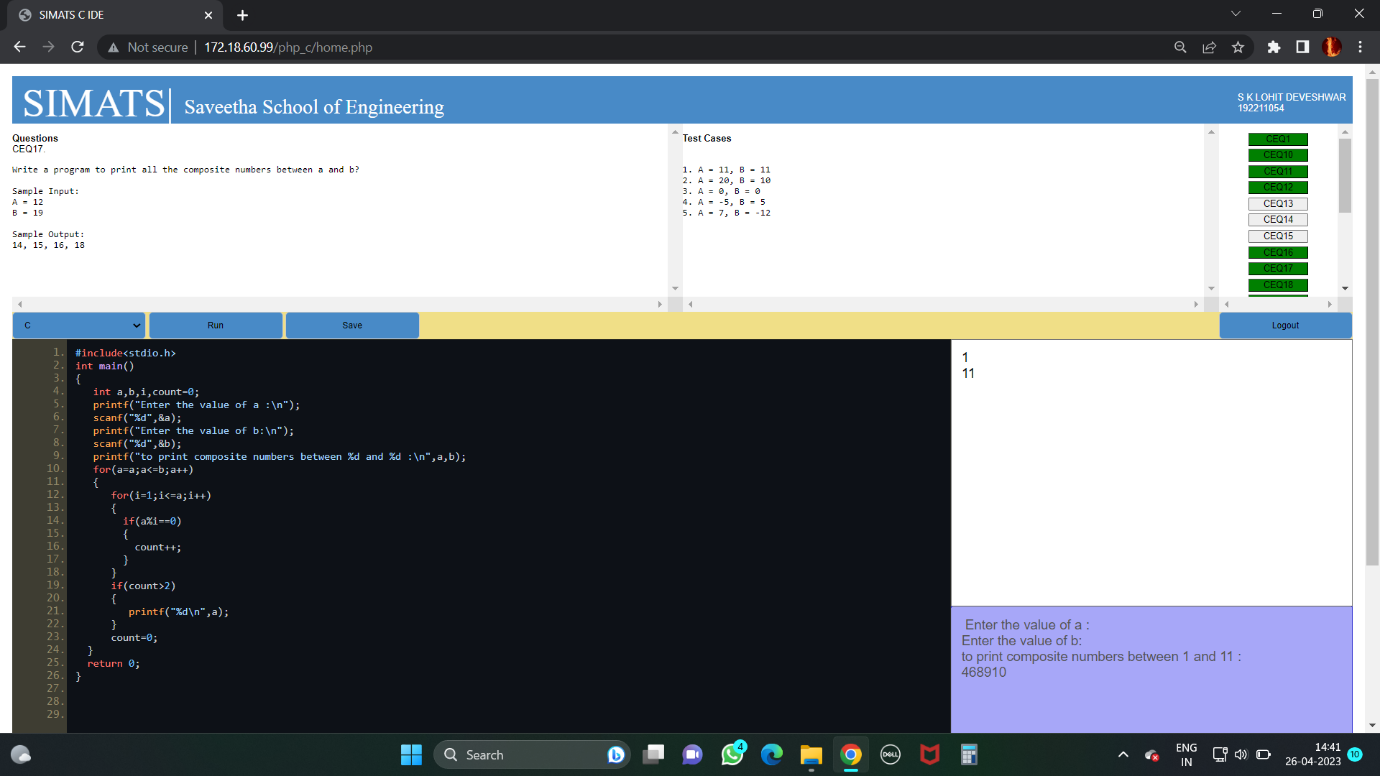 SIMATS C IDE
Not secure | 172.18.60.99/php_c/home.php
SIMATS| Saveetha School of Engineering
S K LOHIT DEVESHWAR
192211054
Questions
CEQ17.
Write a program to print all the composite numbers between a and b?
Sample Input:
A = 12
B = 19
Sample Output:
14, 15, 16, 18
Test Cases
1. A = 11, B = 11
2. A = 20, B = 10
3. A = 0, B = 0
4. A = -5, B = 5
5. A = 7, B = -12
CEQ1
CEQ10
CEQ11
CEQ12
CEQ13
CEQ14
CEQ15
CEQ16
CEQ17
CEQ18
C
Run
Save
Logout
1. #include<stdio.h>
2. int main()
3. {
4. int a,b,i,count=0;
5. printf("Enter the value of a :\n");
6. scanf("%d",&a);
7. printf("Enter the value of b:\n");
8. scanf("%d",&b);
9. printf("to print composite numbers between %d and %d :\n",a,b);
10. for(a=a;a<=b;a++)
11. {
12. for(i=1;i<=a;i++)
13. {
14. if(a%i==0)
15. {
16. count++;
17. }
18. }
19. if(count>2)
20. {
21. printf("%d\n",a);
22. }
23. count=0;
24. }
25. return 0;
26. }
27.
28.
29.
1
11
Enter the value of a :
Enter the value of b:
to print composite numbers between 1 and 11 :
468910
Search
4
DELL
ENG
IN
14:41
26-04-2023
10